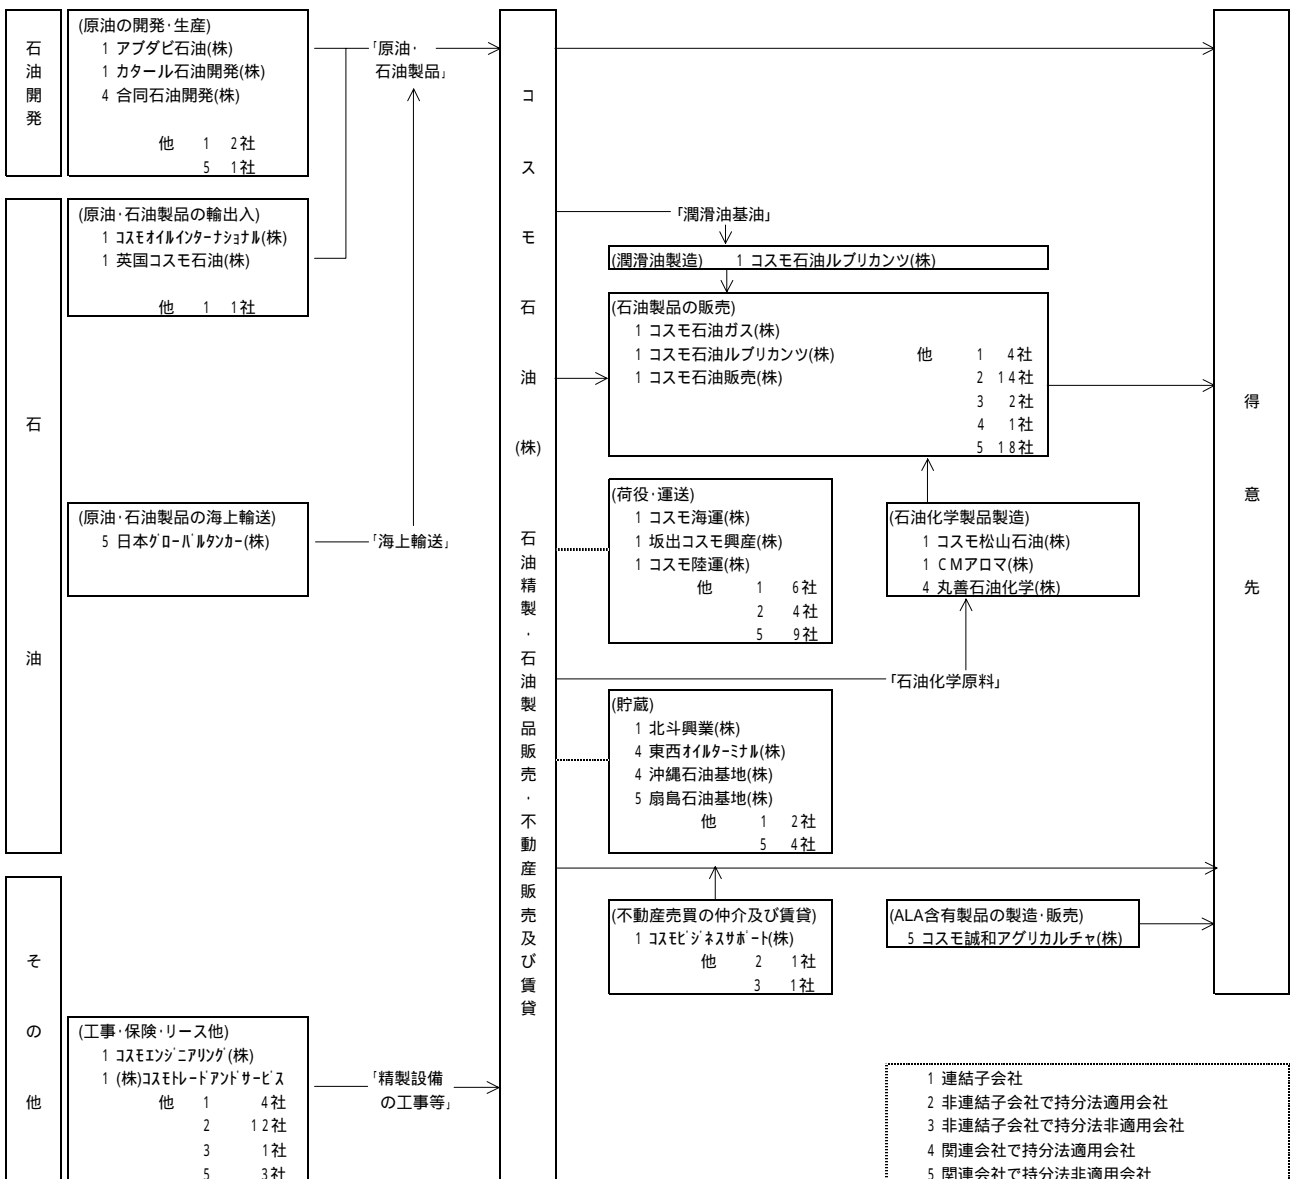 石油開発
(原油の開発・生産)
1 アブダビ石油(株)
1 カタール石油開発(株)
4 合同石油開発(株)
他 1 2社
5 1社
「原油・
石油製品」
石油
(原油・石油製品の輸出入)
1 コスモオイルインターナショナル(株)
1 英国コスモ石油(株)
他 1 1社
(原油・石油製品の海上輸送)
5 日本グローバルタンカー(株)
「海上輸送」
その他
(工事・保険・リース他)
1 コスモエンジニアリング(株)
1 (株)コスモトレードアンドサービス
他 1 4社
2 12社
3 1社
5 3社
「精製設備
の工事等」
コスモ石油(株)
石油精製・石油製品販売・不動産販売及び賃貸
「潤滑油基油」
(潤滑油製造) 1 コスモ石油ルブリカンツ(株)
(石油製品の販売)
1 コスモ石油ガス(株)
1 コスモ石油ルブリカンツ(株) 他 1 4社
1 コスモ石油販売(株) 2 14社
3 2社
4 1社
5 18社
(荷役・運送)
1 コスモ海運(株)
1 坂出コスモ興産(株)
1 コスモ陸運(株)
他 1 6社
2 4社
5 9社
(石油化学製品製造)
1 コスモ松山石油(株)
1 CMアロマ(株)
4 丸善石油化学(株)
「石油化学原料」
(貯蔵)
1 北斗興業(株)
4 東西オイルターミナル(株)
4 沖縄石油基地(株)
5 扇島石油基地(株)
他 1 2社
5 4社
(不動産売買の仲介及び賃貸)
1 コスモビジネスサポート(株)
他 2 1社
3 1社
(ALA含有製品の製造・販売)
5 コスモ誠和アグリカルチャ(株)
得意先
1 連結子会社
2 非連結子会社で持分法適用会社
3 非連結子会社で持分法非適用会社
4 関連会社で持分法適用会社
5 関連会社で持分法非適用会社